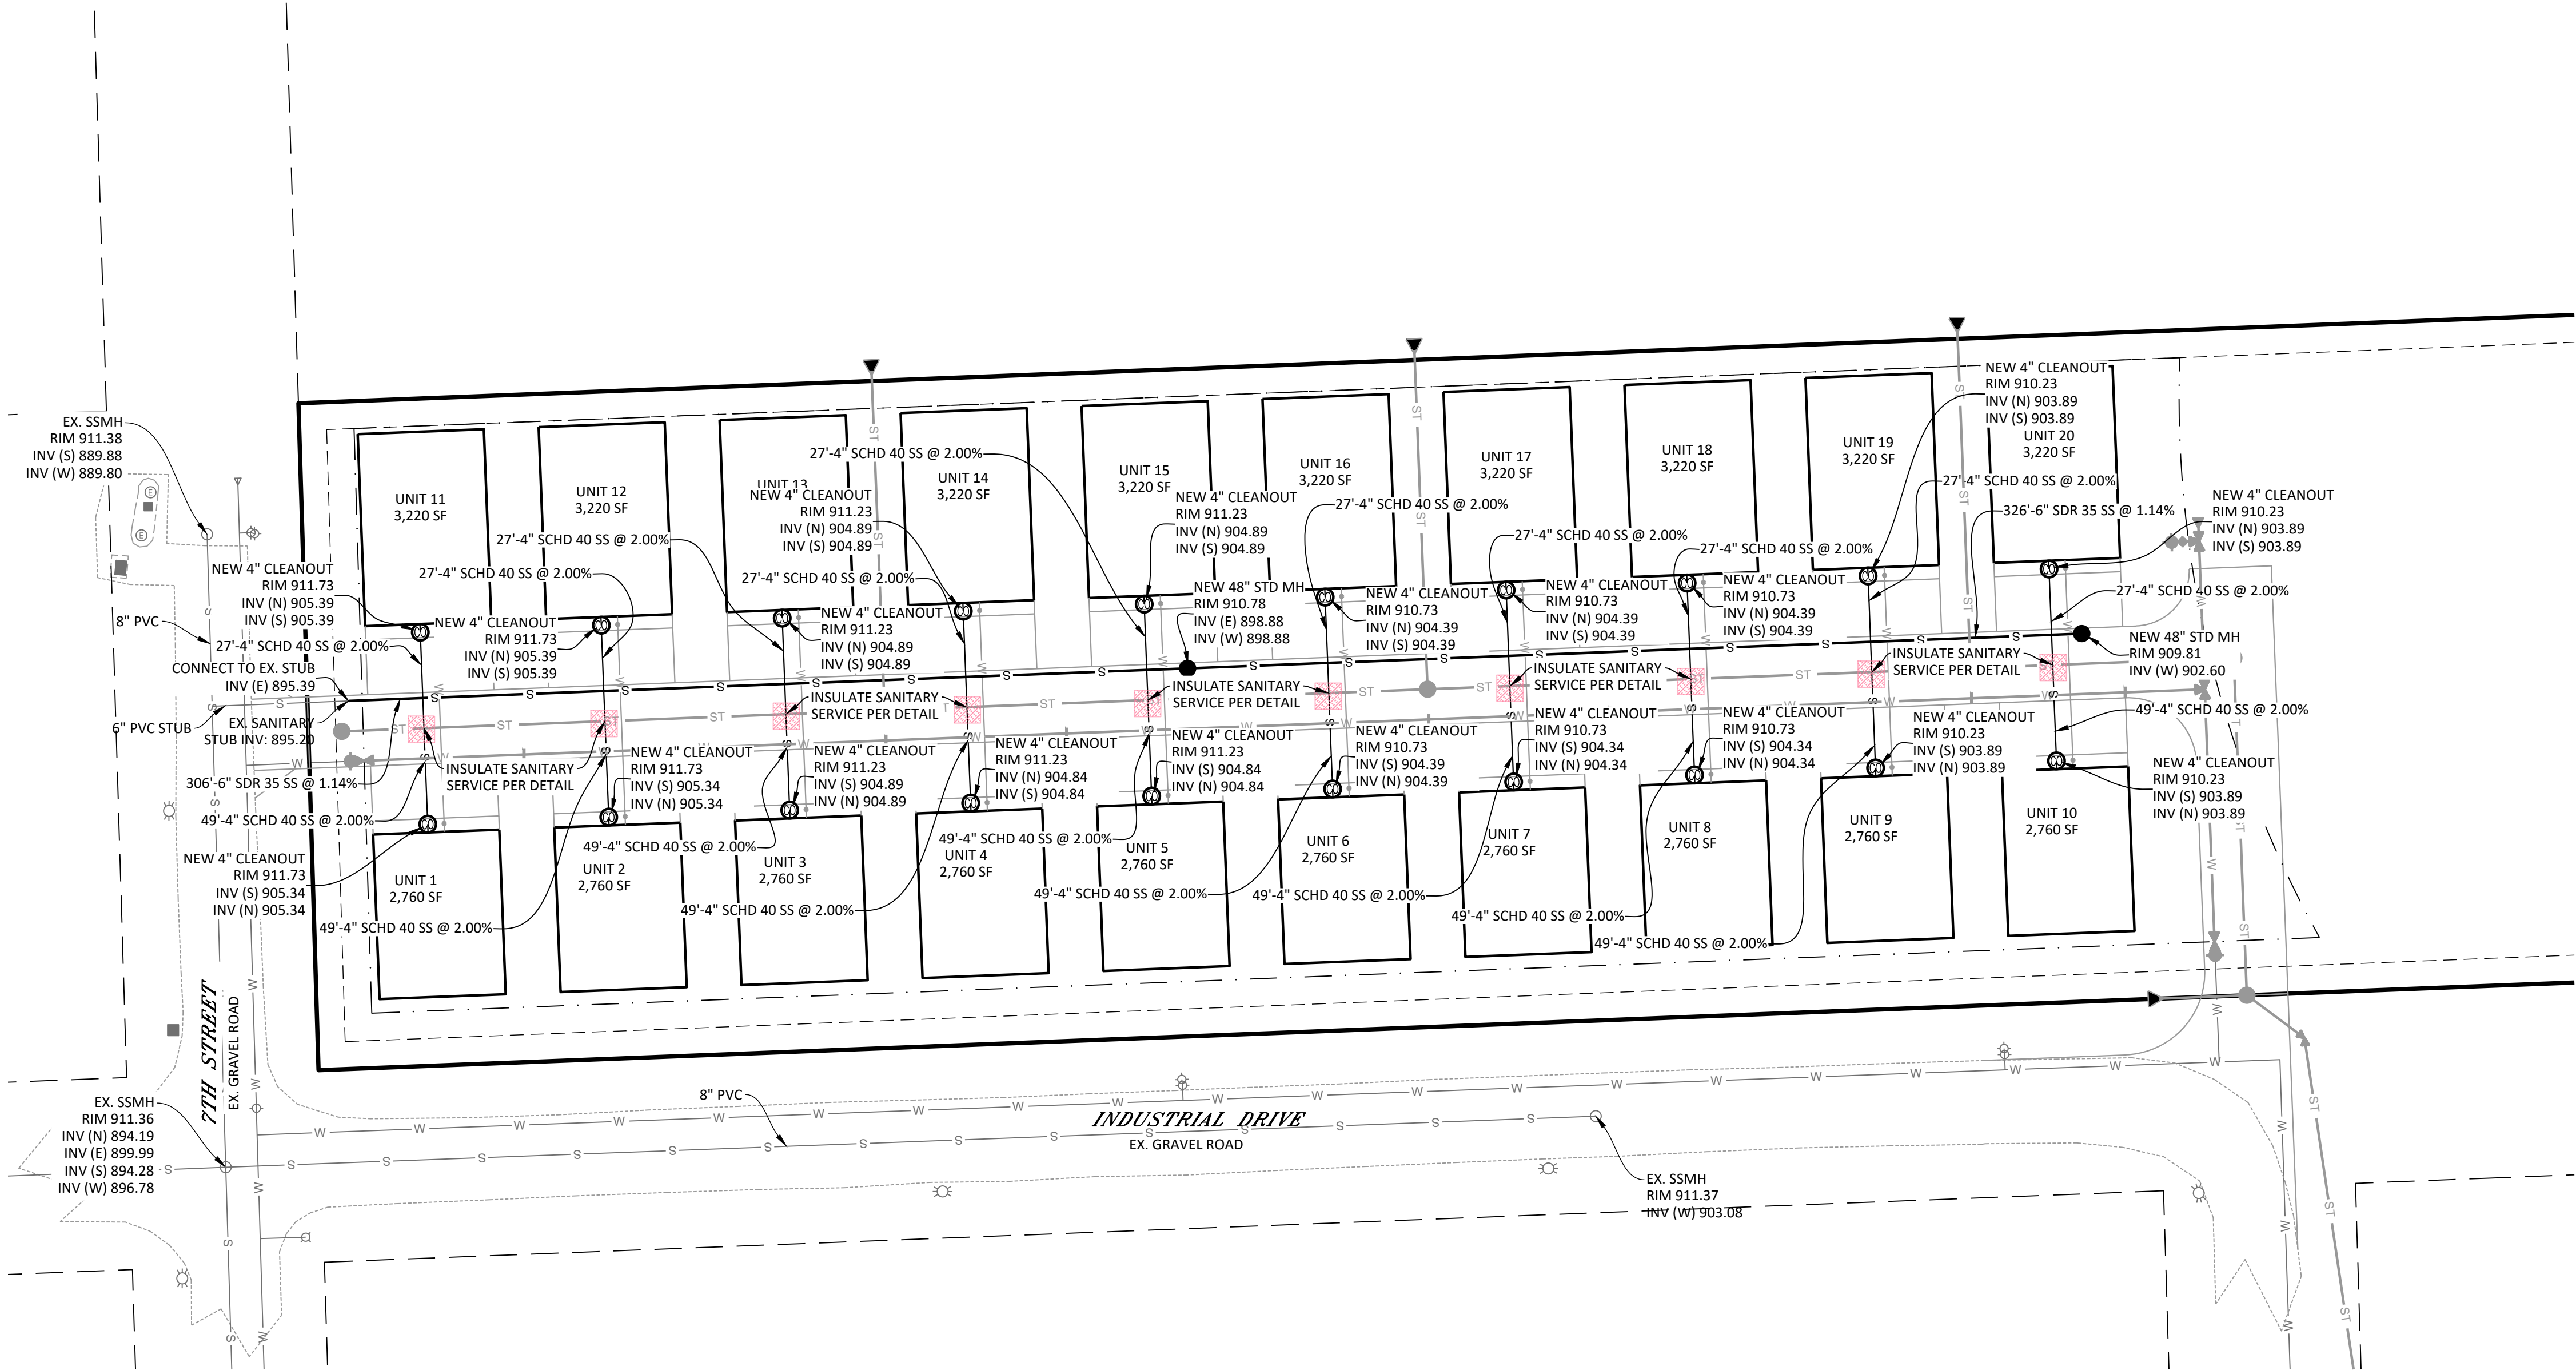 EX. SSMH
RIM 911.38
INV (S) 889.88
INV (W) 889.80
8" PVC
NEW 4" CLEANOUT
RIM 911.73
INV (N) 905.39
INV (S) 905.39
27'-4" SCHD 40 SS @ 2.00%
CONNECT TO EX. STUB
INV (E) 895.39
6" PVC STUB
EX. SANITARY
STUB INV: 895.20
306'-6" SDR 35 SS @ 1.14%
49'-4" SCHD 40 SS @ 2.00%
NEW 4" CLEANOUT
RIM 911.73
INV (S) 905.34
INV (N) 905.34
49'-4" SCHD 40 SS @ 2.00%
UNIT 11
3,220 SF
UNIT 12
3,220 SF
UNIT 13
NEW 4" CLEANOUT
RIM 911.23
INV (N) 904.89
INV (S) 904.89
UNIT 14
3,220 SF
UNIT 15
3,220 SF
UNIT 16
3,220 SF
UNIT 17
3,220 SF
UNIT 18
3,220 SF
UNIT 19
3,220 SF
NEW 4" CLEANOUT
RIM 910.23
INV (N) 903.89
INV (S) 903.89
UNIT 20
3,220 SF
27'-4" SCHD 40 SS @ 2.00%
27'-4" SCHD 40 SS @ 2.00%
27'-4" SCHD 40 SS @ 2.00%
27'-4" SCHD 40 SS @ 2.00%
NEW 4" CLEANOUT
RIM 911.23
INV (N) 904.89
INV (S) 904.89
27'-4" SCHD 40 SS @ 2.00%
27'-4" SCHD 40 SS @ 2.00%
27'-4" SCHD 40 SS @ 2.00%
27'-4" SCHD 40 SS @ 2.00%
326'-6" SDR 35 SS @ 1.14%
NEW 4" CLEANOUT
RIM 910.23
INV (N) 903.89
INV (S) 903.89
27'-4" SCHD 40 SS @ 2.00%
NEW 4" CLEANOUT
RIM 911.73
INV (N) 905.39
INV (S) 905.39
NEW 4" CLEANOUT
RIM 911.23
INV (N) 904.89
INV (S) 904.89
NEW 48" STD MH
RIM 910.78
INV (E) 898.88
INV (W) 898.88
NEW 4" CLEANOUT
RIM 910.73
INV (N) 904.39
INV (S) 904.39
NEW 4" CLEANOUT
RIM 910.73
INV (N) 904.39
INV (S) 904.39
NEW 4" CLEANOUT
RIM 910.73
INV (N) 904.39
INV (S) 904.39
NEW 48" STD MH
RIM 909.81
INV (W) 902.60
INSULATE SANITARY
SERVICE PER DETAIL
INSULATE SANITARY
SERVICE PER DETAIL
INSULATE SANITARY
SERVICE PER DETAIL
INSULATE SANITARY
SERVICE PER DETAIL
INSULATE SANITARY
SERVICE PER DETAIL
NEW 4" CLEANOUT
RIM 911.73
INV (S) 905.34
INV (N) 905.34
NEW 4" CLEANOUT
RIM 911.23
INV (S) 904.89
INV (N) 904.89
NEW 4" CLEANOUT
RIM 911.23
INV (N) 904.84
INV (S) 904.84
NEW 4" CLEANOUT
RIM 911.23
INV (S) 904.84
INV (N) 904.84
NEW 4" CLEANOUT
RIM 910.73
INV (S) 904.39
INV (N) 904.39
NEW 4" CLEANOUT
RIM 910.73
INV (S) 904.34
INV (N) 904.34
NEW 4" CLEANOUT
RIM 910.73
INV (S) 904.34
INV (N) 904.34
NEW 4" CLEANOUT
RIM 910.23
INV (S) 903.89
INV (N) 903.89
49'-4" SCHD 40 SS @ 2.00%
NEW 4" CLEANOUT
RIM 910.23
INV (S) 903.89
INV (N) 903.89
UNIT 1
2,760 SF
UNIT 2
2,760 SF
UNIT 3
2,760 SF
UNIT 4
2,760 SF
UNIT 5
2,760 SF
UNIT 6
2,760 SF
UNIT 7
2,760 SF
UNIT 8
2,760 SF
UNIT 9
2,760 SF
UNIT 10
2,760 SF
49'-4" SCHD 40 SS @ 2.00%
49'-4" SCHD 40 SS @ 2.00%
49'-4" SCHD 40 SS @ 2.00%
49'-4" SCHD 40 SS @ 2.00%
49'-4" SCHD 40 SS @ 2.00%
49'-4" SCHD 40 SS @ 2.00%
49'-4" SCHD 40 SS @ 2.00%
7TH STREET
EX. GRAVEL ROAD
EX. SSMH
RIM 911.36
INV (N) 894.19
INV (E) 899.99
INV (S) 894.28
INV (W) 896.78
8" PVC
INDUSTRIAL DRIVE
EX. GRAVEL ROAD
EX. SSMH
RIM 911.37
INV (W) 903.08